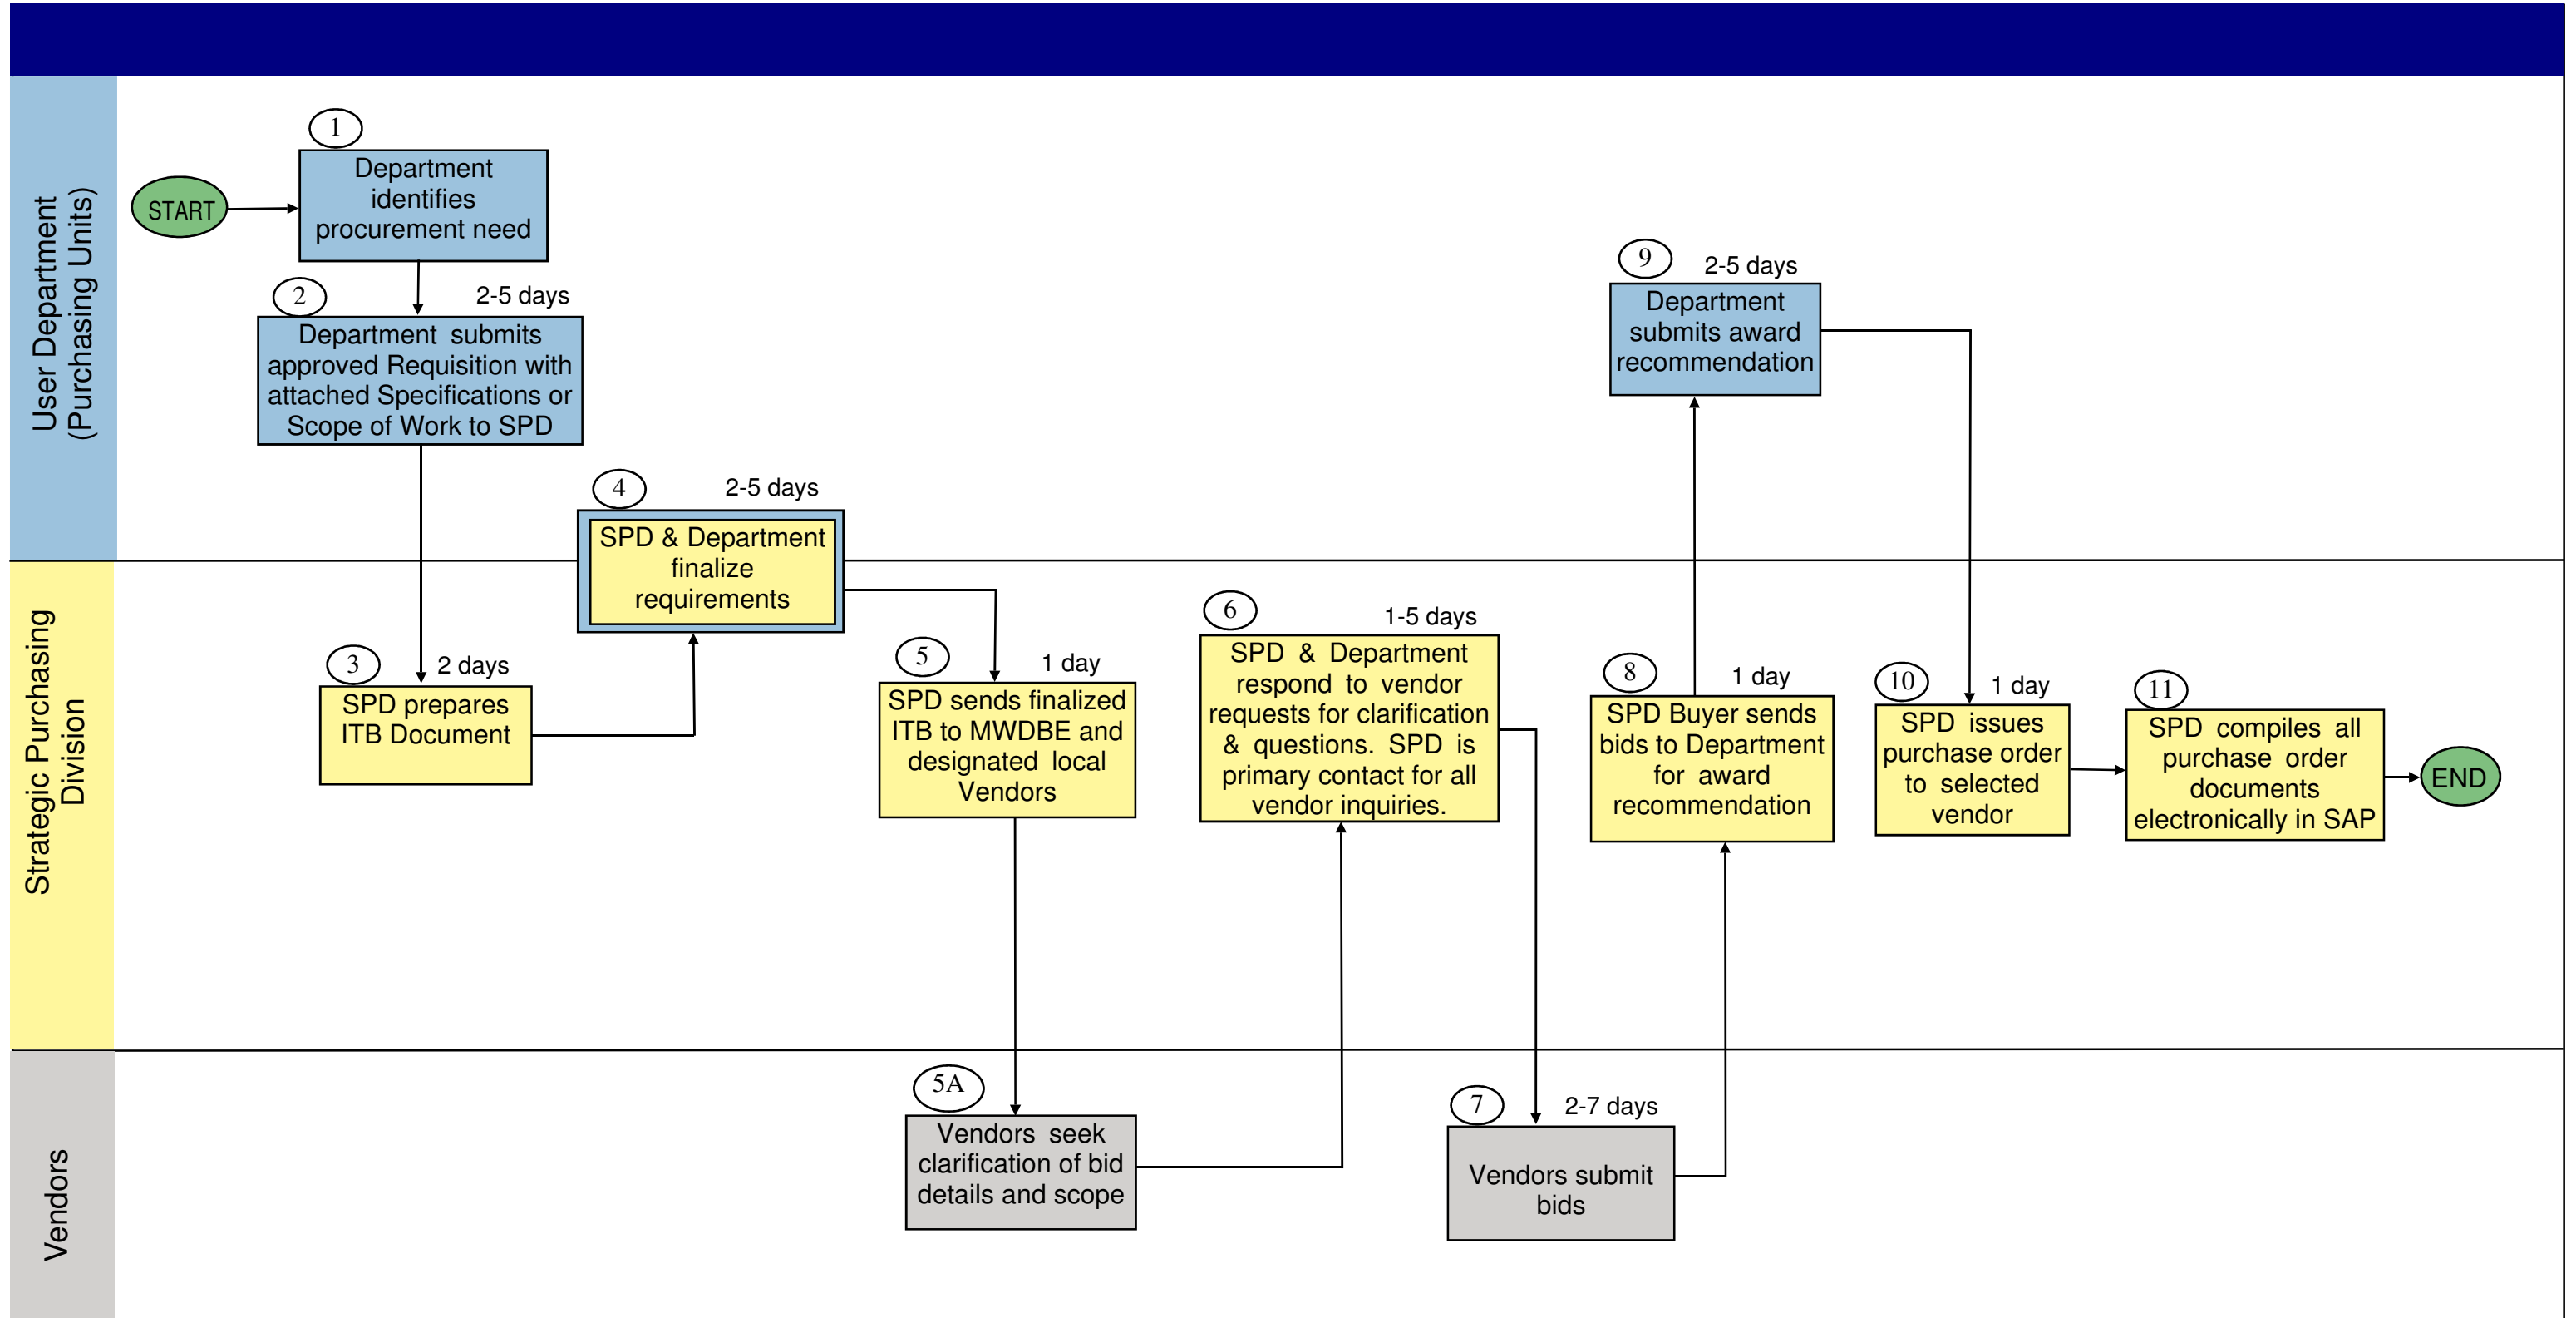 User Department
(Purchasing Units)
START
1
Department
identifies
procurement need
2
2-5 days
Department submits
approved Requisition with
attached Specifications or
Scope of Work to SPD
4
2-5 days
SPD & Department
finalize
requirements
9
2-5 days
Department
submits award
recommendation
Strategic Purchasing
Division
3
2 days
SPD prepares
ITB Document
5
1 day
SPD sends finalized
ITB to MWDBE and
designated local
Vendors
6
1-5 days
SPD & Department
respond to vendor
requests for clarification
& questions. SPD is
primary contact for all
vendor inquiries.
8
1 day
SPD Buyer sends
bids to Department
for award
recommendation
10
1 day
SPD issues
purchase order
to selected
vendor
11
SPD compiles all
purchase order
documents
electronically in SAP
END
Vendors
5A
Vendors seek
clarification of bid
details and scope
7
2-7 days
Vendors submit
bids